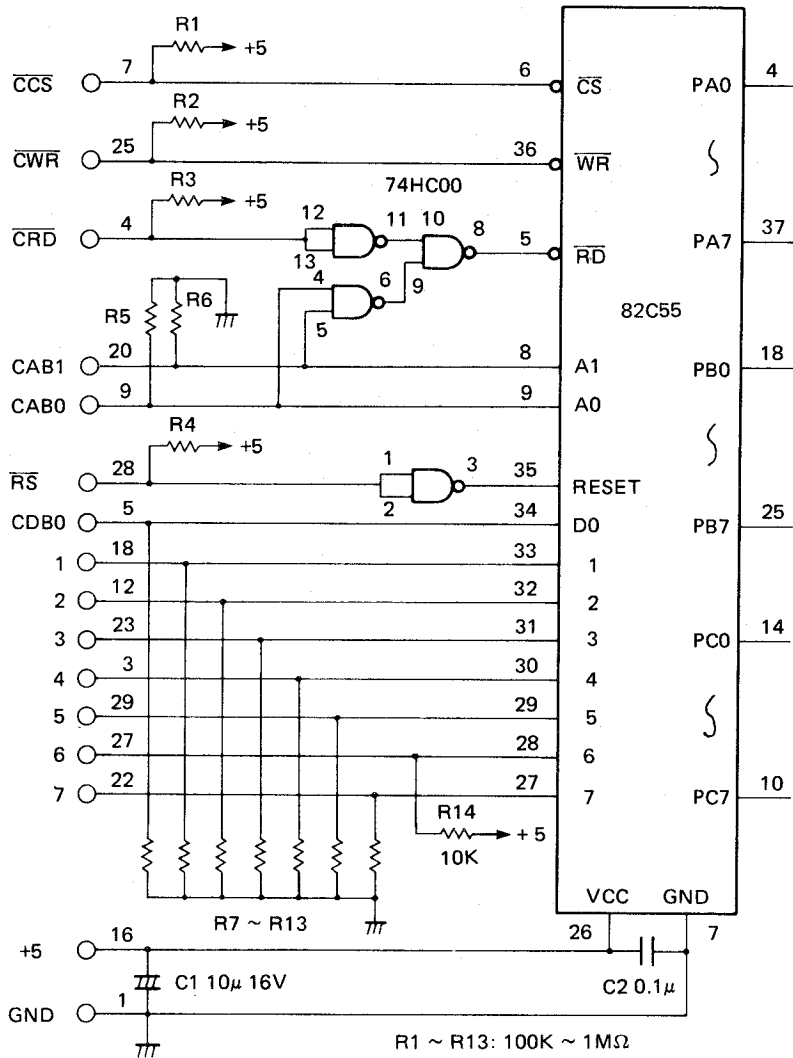 R1
+5
CCS 7 6 CS PA0 4
R2
+5
CWR 25 36 WR
74HC00
R3
+5
12 11 10 8
CRD 4 5 RD PA7 37
13
4 6 9
R5 R6
5
82C55
CAB1 20 8 A1 PB0 18
CAB0 9 9 A0
R4
+5
1 3
RS 28 35 RESET
2
CDB0 5 34 D0 PB7 25
1 18 33 1
2 12 32 2
3 23 31 3 PC0 14
4 3 30 4
5 29 29 5
6 27 28 6
7 22 27 7 PC7 10
R14
+5
10K
VCC GND
R7 ~ R13
26 7
+5 16
C1 10μ 16V
C2 0.1μ
GND 1
R1 ~ R13: 100K ~ 1MΩ